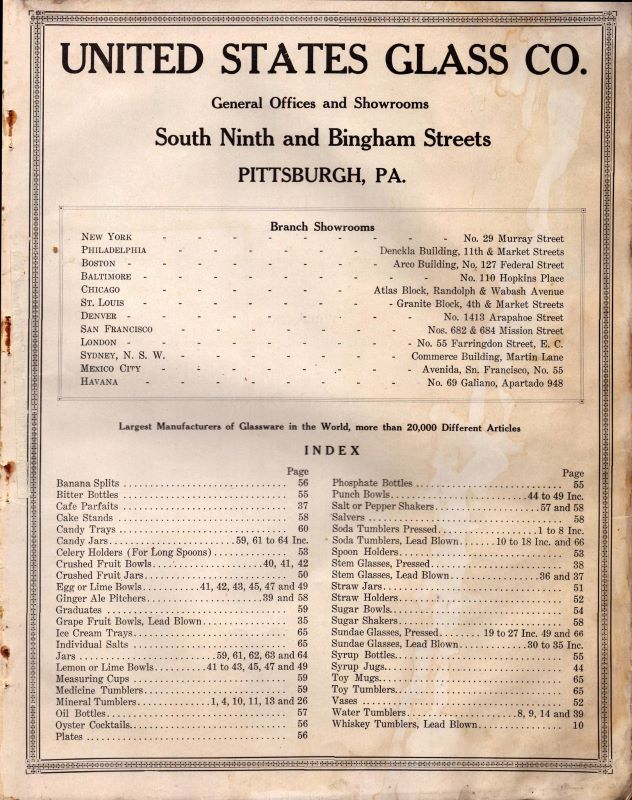 UNITED STATES GLASS CO.
General Offices and Showrooms
South Ninth and Bingham Streets
PITTSBURGH, PA.
Branch Showrooms
NEW YORK - - - - - - - - - - No. 29 Murray Street
PHILADELPHIA - - - - - - - Denckla Building, 11th & Market Streets
BOSTON - - - - - - - - Arco Building, No. 127 Federal Street
BALTIMORE - - - - - - - - - - No. 110 Hopkins Place
CHICAGO - - - - - - - Atlas Block, Randolph & Wabash Avenue
ST. LOUIS - - - - - - - - Granite Block, 4th & Market Streets
DENVER - - - - - - - - - - No. 1413 Arapahoe Street
SAN FRANCISCO - - - - - - - Nos. 682 & 684 Mission Street
LONDON - - - - - - - - - No. 55 Farringdon Street, E. C.
SYDNEY, N. S. W. - - - - - - - Commerce Building, Martin Lane
MEXICO CITY - - - - - - - - Avenida, Sn. Francisco, No. 55
HAVANA - - - - - - - - No. 69 Galiano, Apartado 948
Largest Manufacturers of Glassware in the World, more than 20,000 Different Articles
INDEX
Page
Banana Splits 56
Bitter Bottles 55
Cafe Parfaits 37
Cake Stands 58
Candy Trays 60
Candy Jars 59, 61 to 64 Inc.
Celery Holders (For Long Spoons) 53
Crushed Fruit Bowls 40, 41, 42
Crushed Fruit Jars 50
Egg or Lime Bowls 41, 42, 43, 45, 47 and 49
Ginger Ale Pitchers 39 and 58
Graduates 59
Grape Fruit Bowls, Lead Blown 35
Ice Cream Trays 65
Individual Salts 65
Jars 59, 61, 62, 63 and 64
Lemon or Lime Bowls 41 to 43, 45, 47 and 49
Measuring Cups 59
Medicine Tumblers 59
Mineral Tumblers 1, 4, 10, 11, 13 and 26
Oil Bottles 57
Oyster Cocktails 56
Plates 56
Page
Phosphate Bottles 55
Punch Bowls 44 to 49 Inc.
Salt or Pepper Shakers 57 and 58
Salvers 58
Soda Tumblers Pressed 1 to 8 Inc.
Soda Tumblers, Lead Blown 10 to 18 Inc. and 66
Spoon Holders 53
Stem Glasses, Pressed 38
Stem Glasses, Lead Blown 36 and 37
Straw Jars 51
Straw Holders 52
Sugar Bowls 54
Sugar Shakers 58
Sundae Glasses, Pressed 19 to 27 Inc. 49 and 66
Sundae Glasses, Lead Blown 30 to 35 Inc.
Syrup Bottles 55
Syrup Jugs 44
Toy Mugs 65
Toy Tumblers 65
Vases 52
Water Tumblers 8, 9, 14 and 39
Whiskey Tumblers, Lead Blown 10